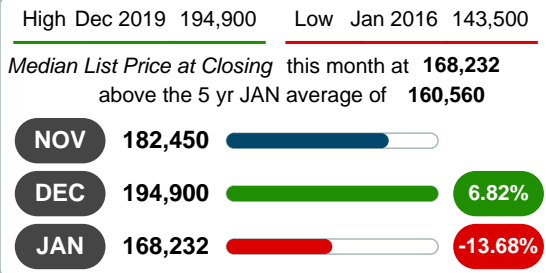 High Dec 2019 194,900 Low Jan 2016 143,500
Median List Price at Closing this month at 168,232
above the 5 yr JAN average of 160,560
NOV 182,450
DEC 194,900 6.82%
JAN 168,232 -13.68%